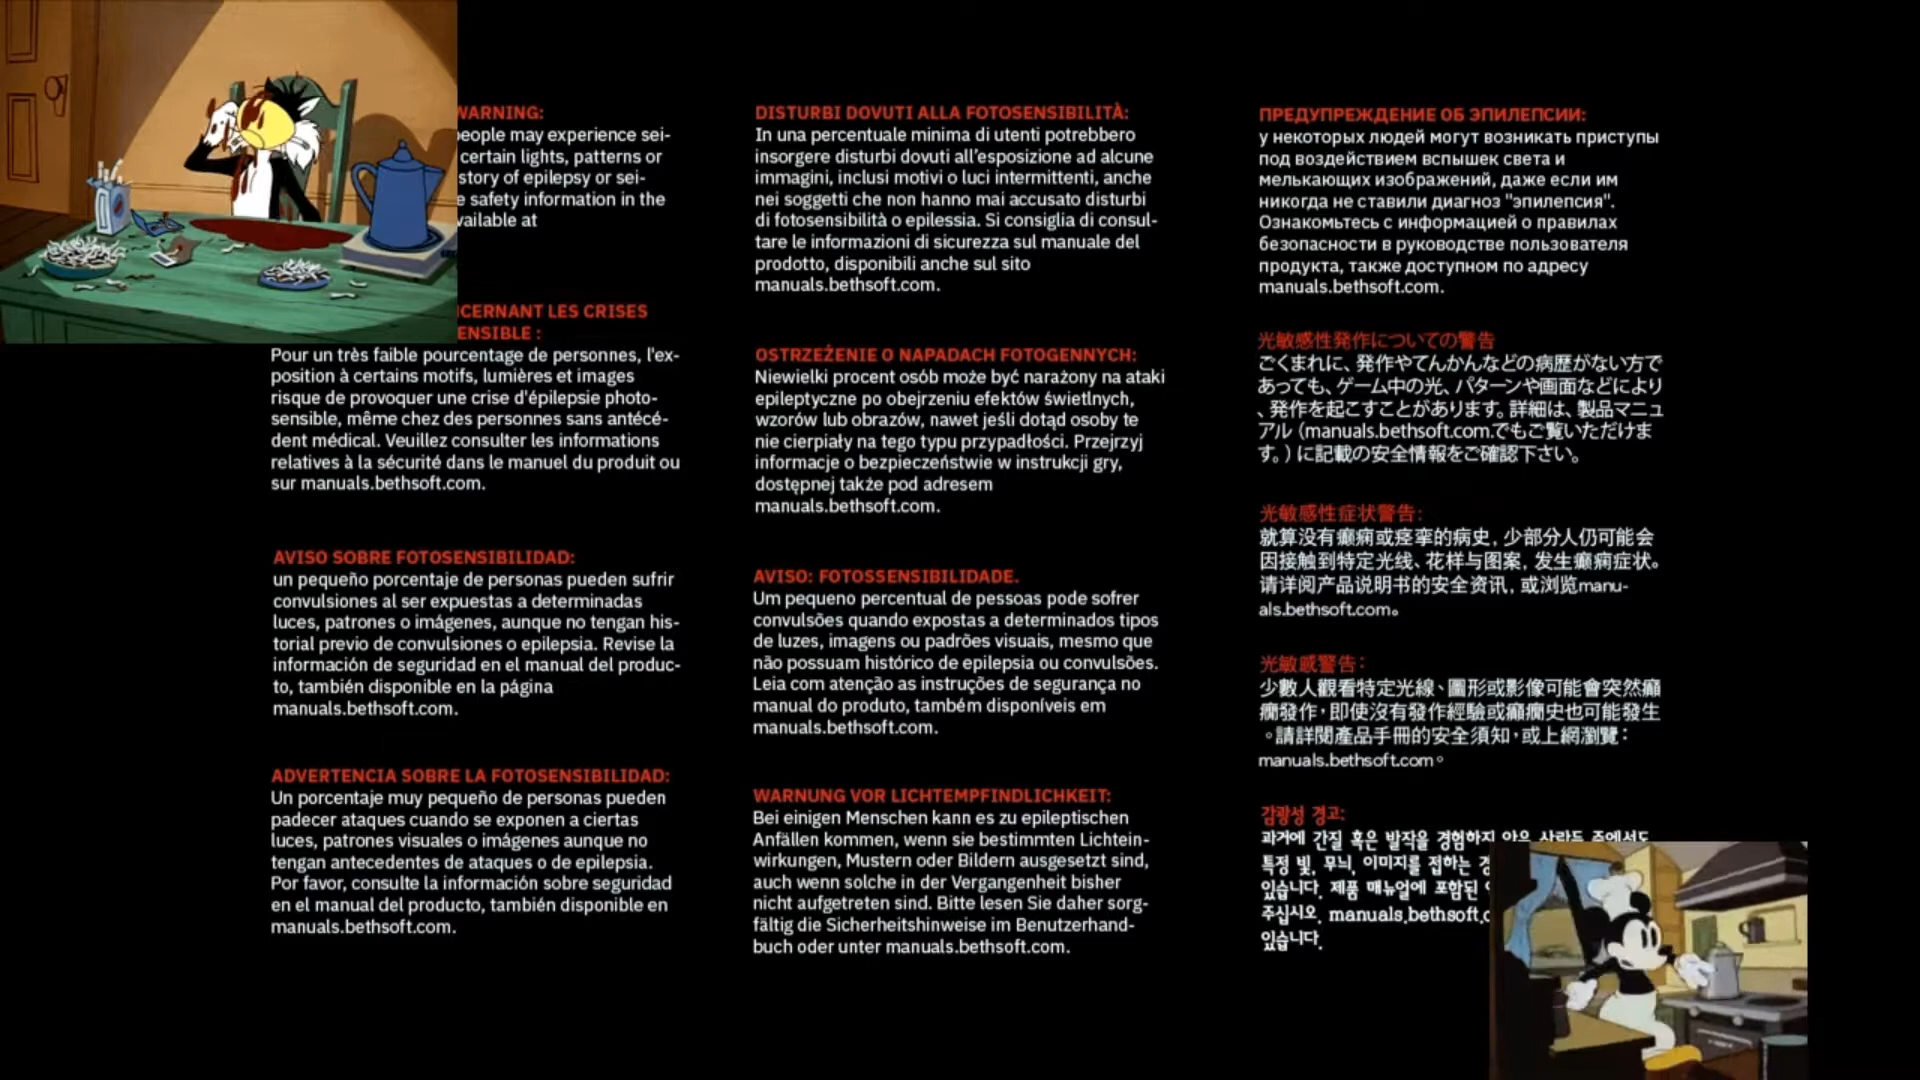 WARNING:
people may experience sei-
certain lights, patterns or
story of epilepsy or sei-
e safety information in the
vailable at
CERNANT LES CRISES
ENSIBLE :
Pour un très faible pourcentage de personnes, l'ex-
position à certains motifs, lumières et images
risque de provoquer une crise d'épilepsie photo-
sensible, même chez des personnes sans antécé-
dent médical. Veuillez consulter les informations
relatives à la sécurité dans le manuel du produit ou
sur manuals.bethsoft.com.
AVISO SOBRE FOTOSENSIBILIDAD:
un pequeño porcentaje de personas pueden sufrir
convulsiones al ser expuestas a determinadas
luces, patrones o imágenes, aunque no tengan his-
torial previo de convulsiones o epilepsia. Revise la
información de seguridad en el manual del produc-
to, también disponible en la página
manuals.bethsoft.com.
ADVERTENCIA SOBRE LA FOTOSENSIBILIDAD:
Un porcentaje muy pequeño de personas pueden
padecer ataques cuando se exponen a ciertas
luces, patrones visuales o imágenes aunque no
tengan antecedentes de ataques o de epilepsia.
Por favor, consulte la información sobre seguridad
en el manual del producto, también disponible en
manuals.bethsoft.com.
DISTURBI DOVUTI ALLA FOTOSENSIBILITÀ:
In una percentuale minima di utenti potrebbero
insorgere disturbi dovuti all'esposizione ad alcune
immagini, inclusi motivi o luci intermittenti, anche
nei soggetti che non hanno mai accusato disturbi
di fotosensibilità o epilessia. Si consiglia di consul-
tare le informazioni di sicurezza sul manuale del
prodotto, disponibili anche sul sito
manuals.bethsoft.com.
OSTRZEŻENIE O NAPADACH FOTOGENNYCH:
Niewielki procent osób może być narażony na ataki
epileptyczne po obejrzeniu efektów świetlnych,
wzorów lub obrazów, nawet jeśli dotąd osoby te
nie cierpiały na tego typu przypadłości. Przejrzyj
informacje o bezpieczeństwie w instrukcji gry,
dostępnej także pod adresem
manuals.bethsoft.com.
AVISO: FOTOSSENSIBILIDADE.
Um pequeno percentual de pessoas pode sofrer
convulsões quando expostas a determinados tipos
de luzes, imagens ou padrões visuais, mesmo que
não possuam histórico de epilepsia ou convulsões.
Leia com atenção as instruções de segurança no
manual do produto, também disponíveis em
manuals.bethsoft.com.
WARNUNG VOR LICHTEMPFINDLICHKEIT:
Bei einigen Menschen kann es zu epileptischen
Anfällen kommen, wenn sie bestimmten Lichtein-
wirkungen, Mustern oder Bildern ausgesetzt sind,
auch wenn solche in der Vergangenheit bisher
nicht aufgetreten sind. Bitte lesen Sie daher sorg-
fältig die Sicherheitshinweise im Benutzerhand-
buch oder unter manuals.bethsoft.com.
ПРЕДУПРЕЖДЕНИЕ ОБ ЭПИЛЕПСИИ:
у некоторых людей могут возникать приступы
под воздействием вспышек света и
мелькающих изображений, даже если им
никогда не ставили диагноз "эпилепсия".
Ознакомьтесь с информацией о правилах
безопасности в руководстве пользователя
продукта, также доступном по адресу
manuals.bethsoft.com.
光敏感性発作についての警告
ごくまれに、発作やてんかんなどの病歴がない方で
あっても、ゲーム中の光、パターンや画面などにより
、発作を起こすことがあります。詳細は、製品マニュ
アル（manuals.bethsoft.com.でもご覧いただけま
す。）に記載の安全情報をご確認下さい。
光敏感性症状警告：
就算没有癫痫或痉挛的病史，少部分人仍可能会
因接触到特定光线、花样与图案，发生癫痫症状。
请详阅产品说明书的安全资讯，或浏览manu-
als.bethsoft.com。
光敏感警告：
少數人觀看特定光線、圖形或影像可能會突然癲
癇發作，即使沒有發作經驗或癲癇史也可能發生
。請詳閱產品手冊的安全須知，或上網瀏覽：
manuals.bethsoft.com。
감광성 경고:
과거에 간질 혹은 발작을 경험하지 않은 사람들 중에서도
특정 빛, 무늬, 이미지를 접하는
있습니다. 제품 매뉴얼에 포함된
주십시오. manuals.bethsoft.c
있습니다.